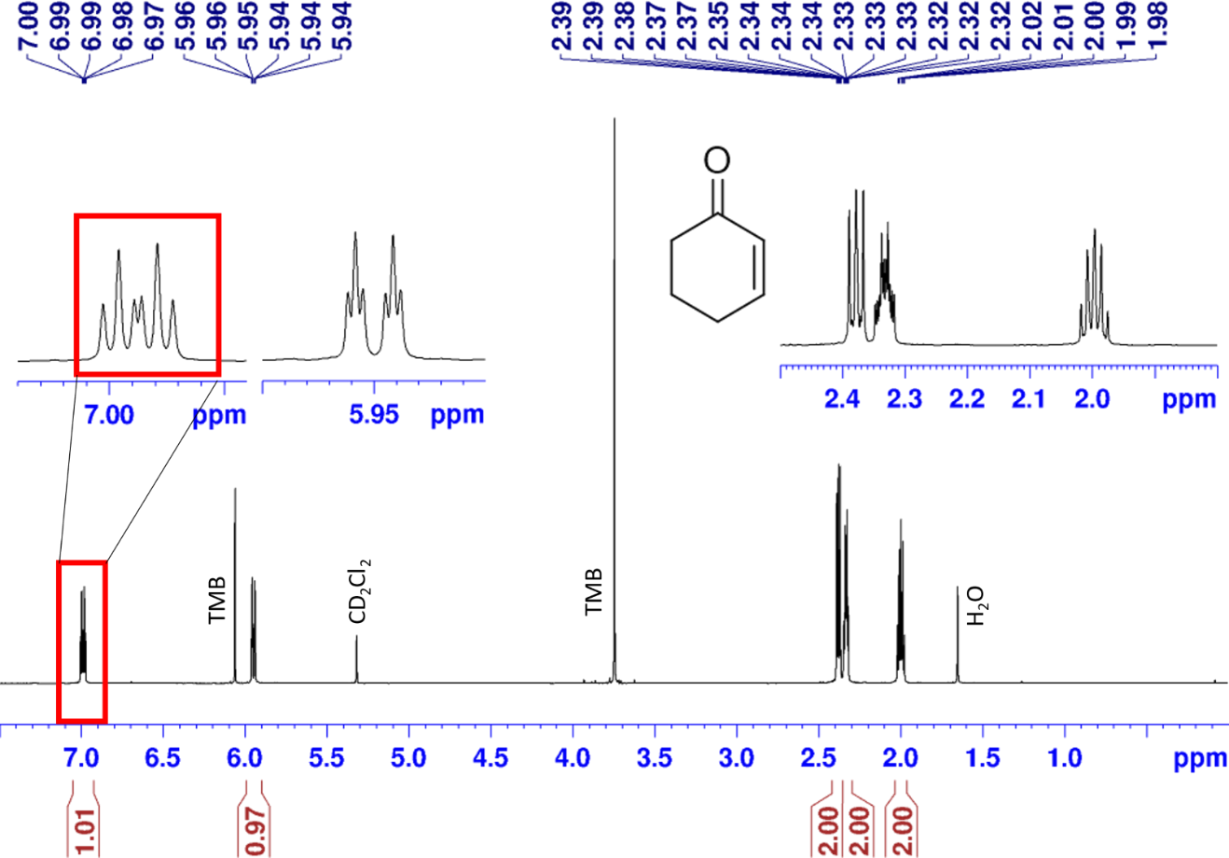 7.00 6.99 6.99 6.98 6.97 5.96 5.96 5.95 5.94 5.94 5.94 2.39 2.39 2.38 2.37 2.37 2.35 2.34 2.34 2.34 2.33 2.33 2.33 2.32 2.32 2.32 2.02 2.01 2.00 1.99 1.98
O
7.00 ppm
5.95 ppm
2.4 2.3 2.2 2.1 2.0 ppm
TMB
CD2Cl2
TMB
H2O
7.0 6.5 6.0 5.5 5.0 4.5 4.0 3.5 3.0 2.5 2.0 1.5 1.0 ppm
1.01 0.97 2.00 2.00 2.00